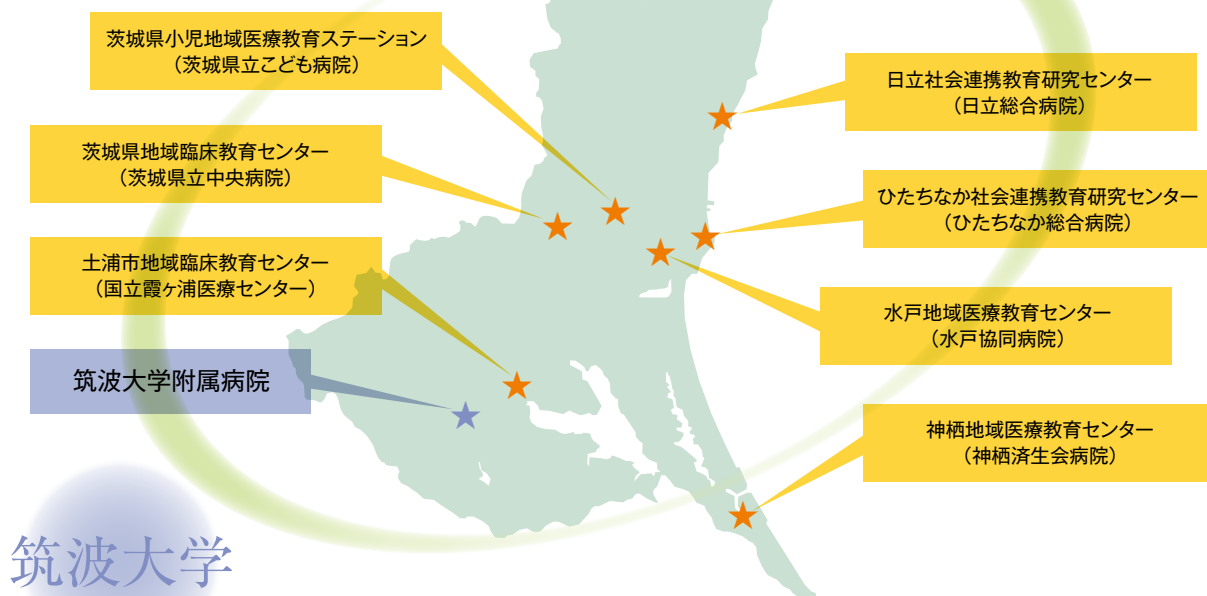 茨城県小児地域医療教育ステーション
（茨城県立こども病院）
茨城県地域臨床教育センター
（茨城県立中央病院）
土浦市地域臨床教育センター
（国立霞ヶ浦医療センター）
筑波大学附属病院
筑波大学
日立社会連携教育研究センター
（日立総合病院）
ひたちなか社会連携教育研究センター
（ひたちなか総合病院）
水戸地域医療教育センター
（水戸協同病院）
神栖地域医療教育センター
（神栖済生会病院）